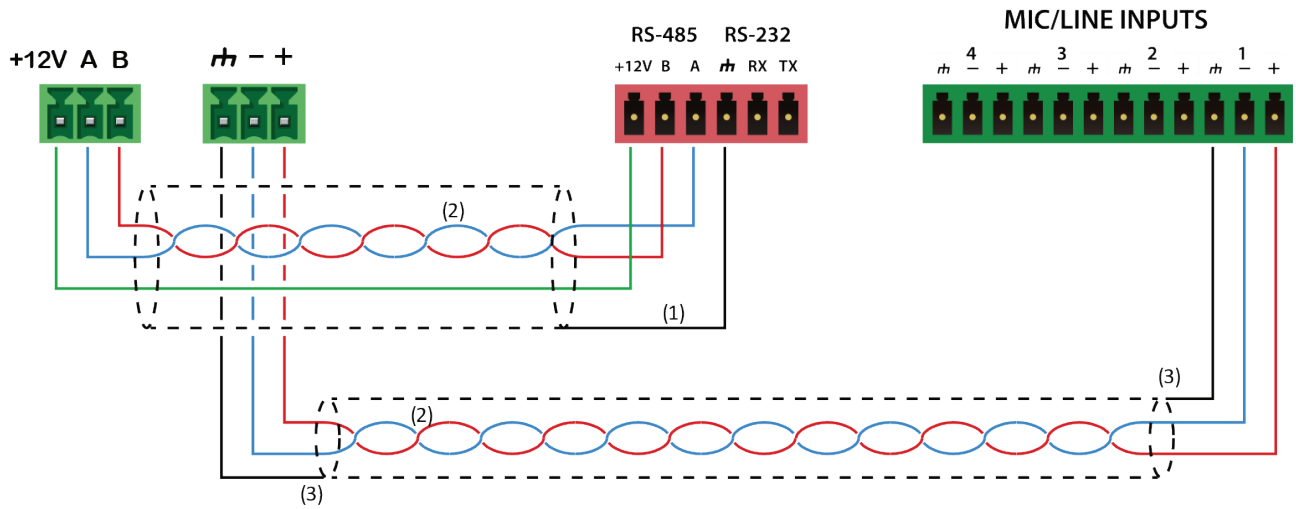 MIC/LINE INPUTS
RS-485 RS-232
+12V A B
− +
+12V B A RX TX
4 3 2 1
− + − + − + − +
(2)
(1)
(3)
(2)
(3)